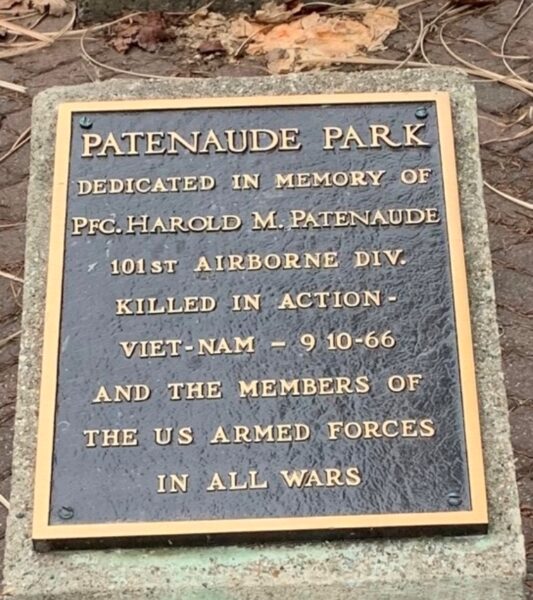 PATENAUDE PARK
DEDICATED IN MEMORY OF
PFC. HAROLD M. PATENAUDE
101ST AIRBORNE DIV.
KILLED IN ACTION -
VIET-NAM - 9 10-66
AND THE MEMBERS OF
THE US ARMED FORCES
IN ALL WARS